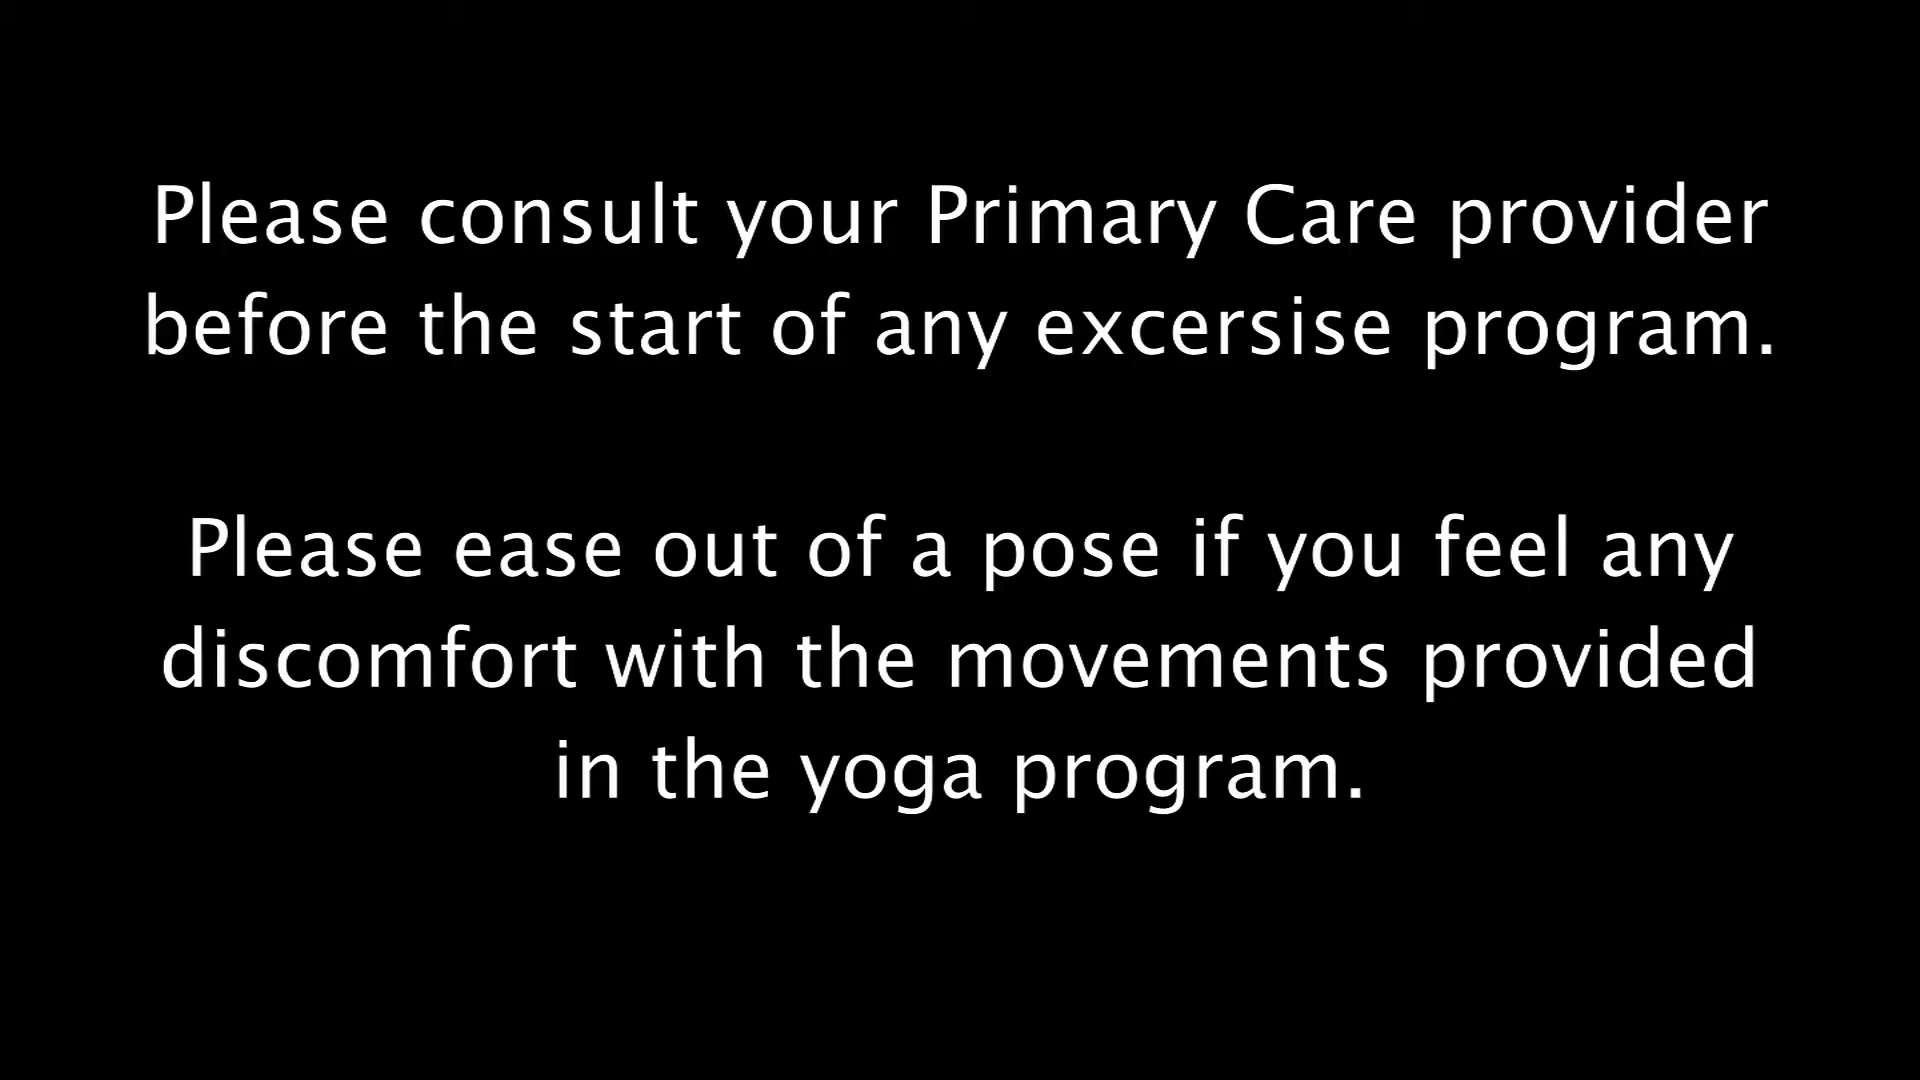 Please consult your Primary Care provider
before the start of any excersise program.
Please ease out of a pose if you feel any
discomfort with the movements provided
in the yoga program.